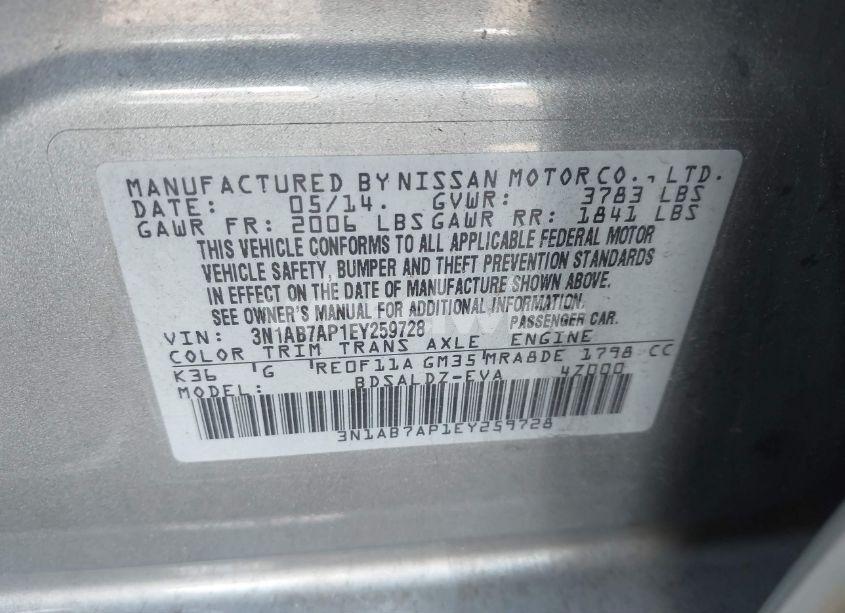 MANUFACTURED BY NISSAN MOTOR CO., LTD.
DATE: 05/14. GVWR: 3783 LBS
GAWR FR: 2006 LBS GAWR RR: 1841 LBS
THIS VEHICLE CONFORMS TO ALL APPLICABLE FEDERAL MOTOR
VEHICLE SAFETY, BUMPER AND THEFT PREVENTION STANDARDS
IN EFFECT ON THE DATE OF MANUFACTURE SHOWN ABOVE.
SEE OWNER'S MANUAL FOR ADDITIONAL INFORMATION.
VIN: 3N1AB7AP1EY259728 PASSENGER CAR.
COLOR TRIM TRANS AXLE ENGINE
K36 G RE0F11A GM35 MRA8DE 1798 CC
MODEL: BDSALDZ-EVA 4Z000
3N1AB7AP1EY259728